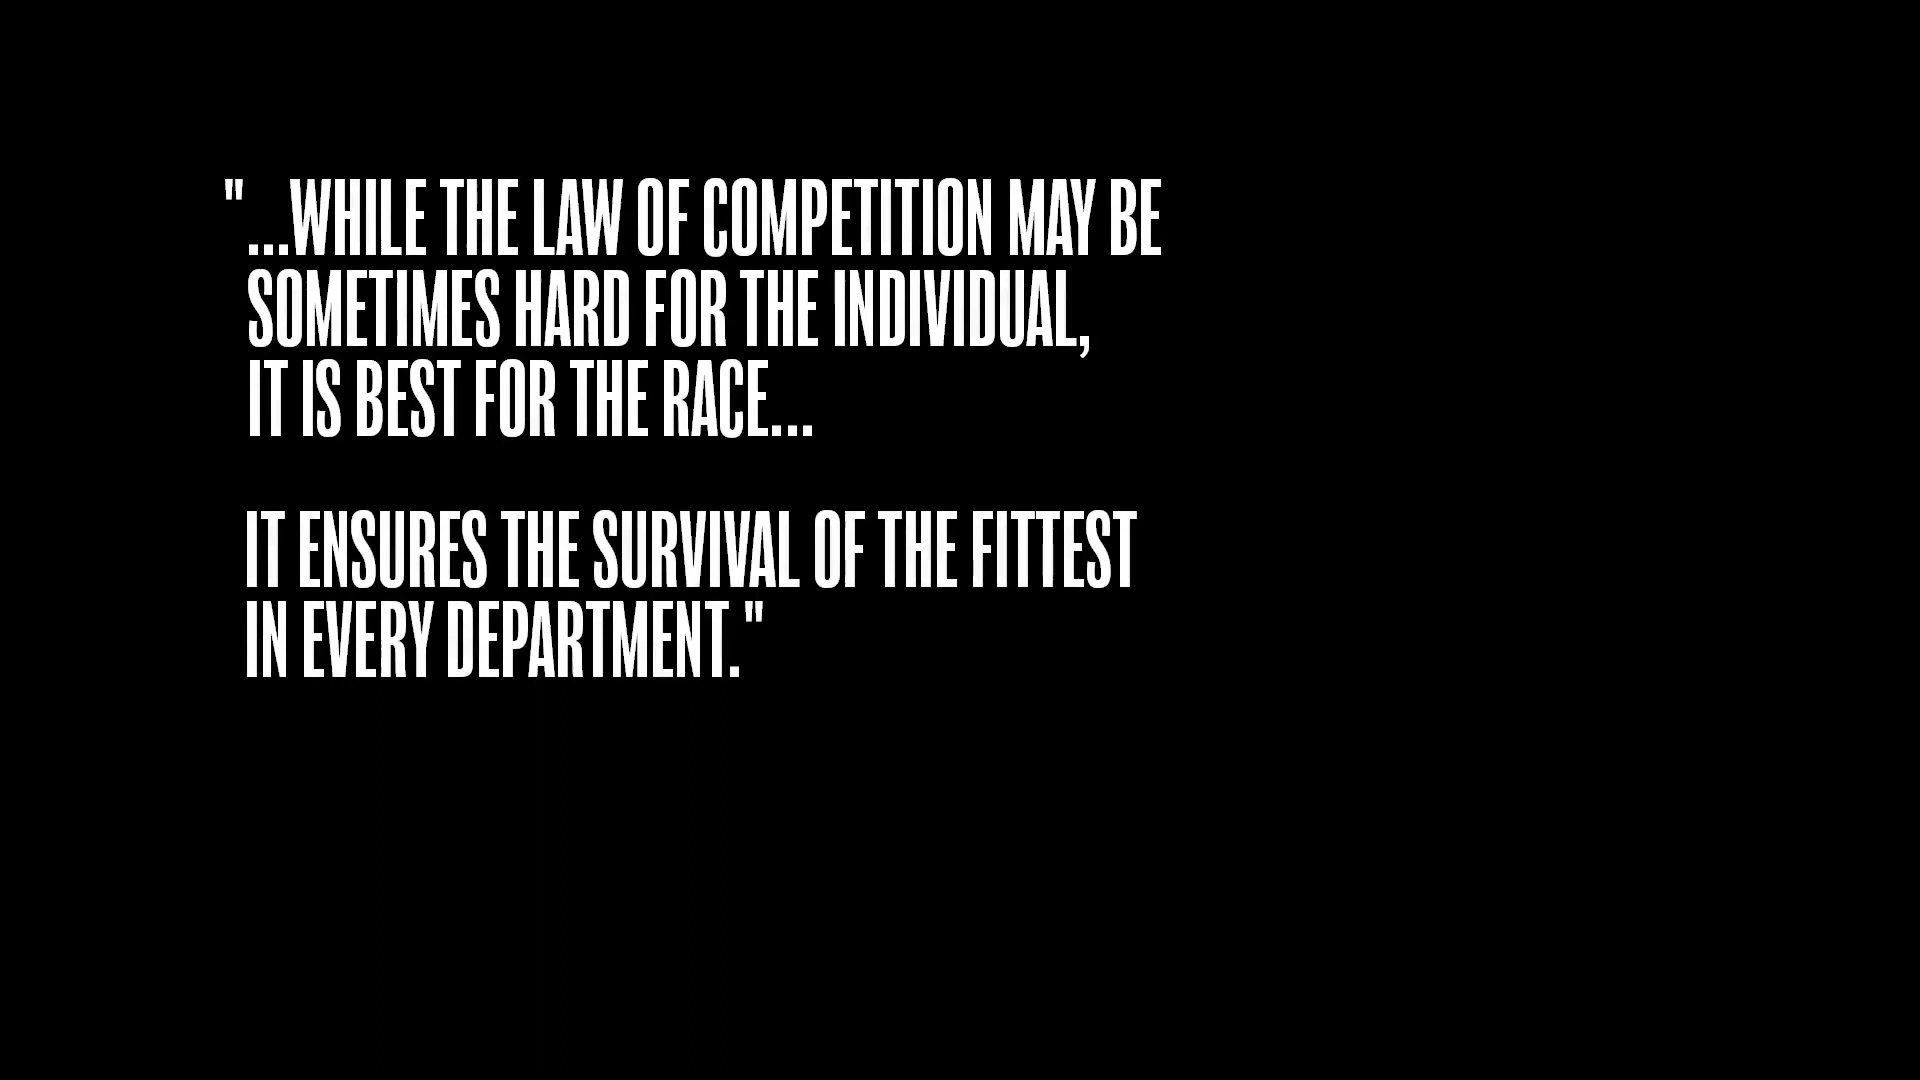 "...WHILE THE LAW OF COMPETITION MAY BE
SOMETIMES HARD FOR THE INDIVIDUAL,
IT IS BEST FOR THE RACE...
IT ENSURES THE SURVIVAL OF THE FITTEST
IN EVERY DEPARTMENT."